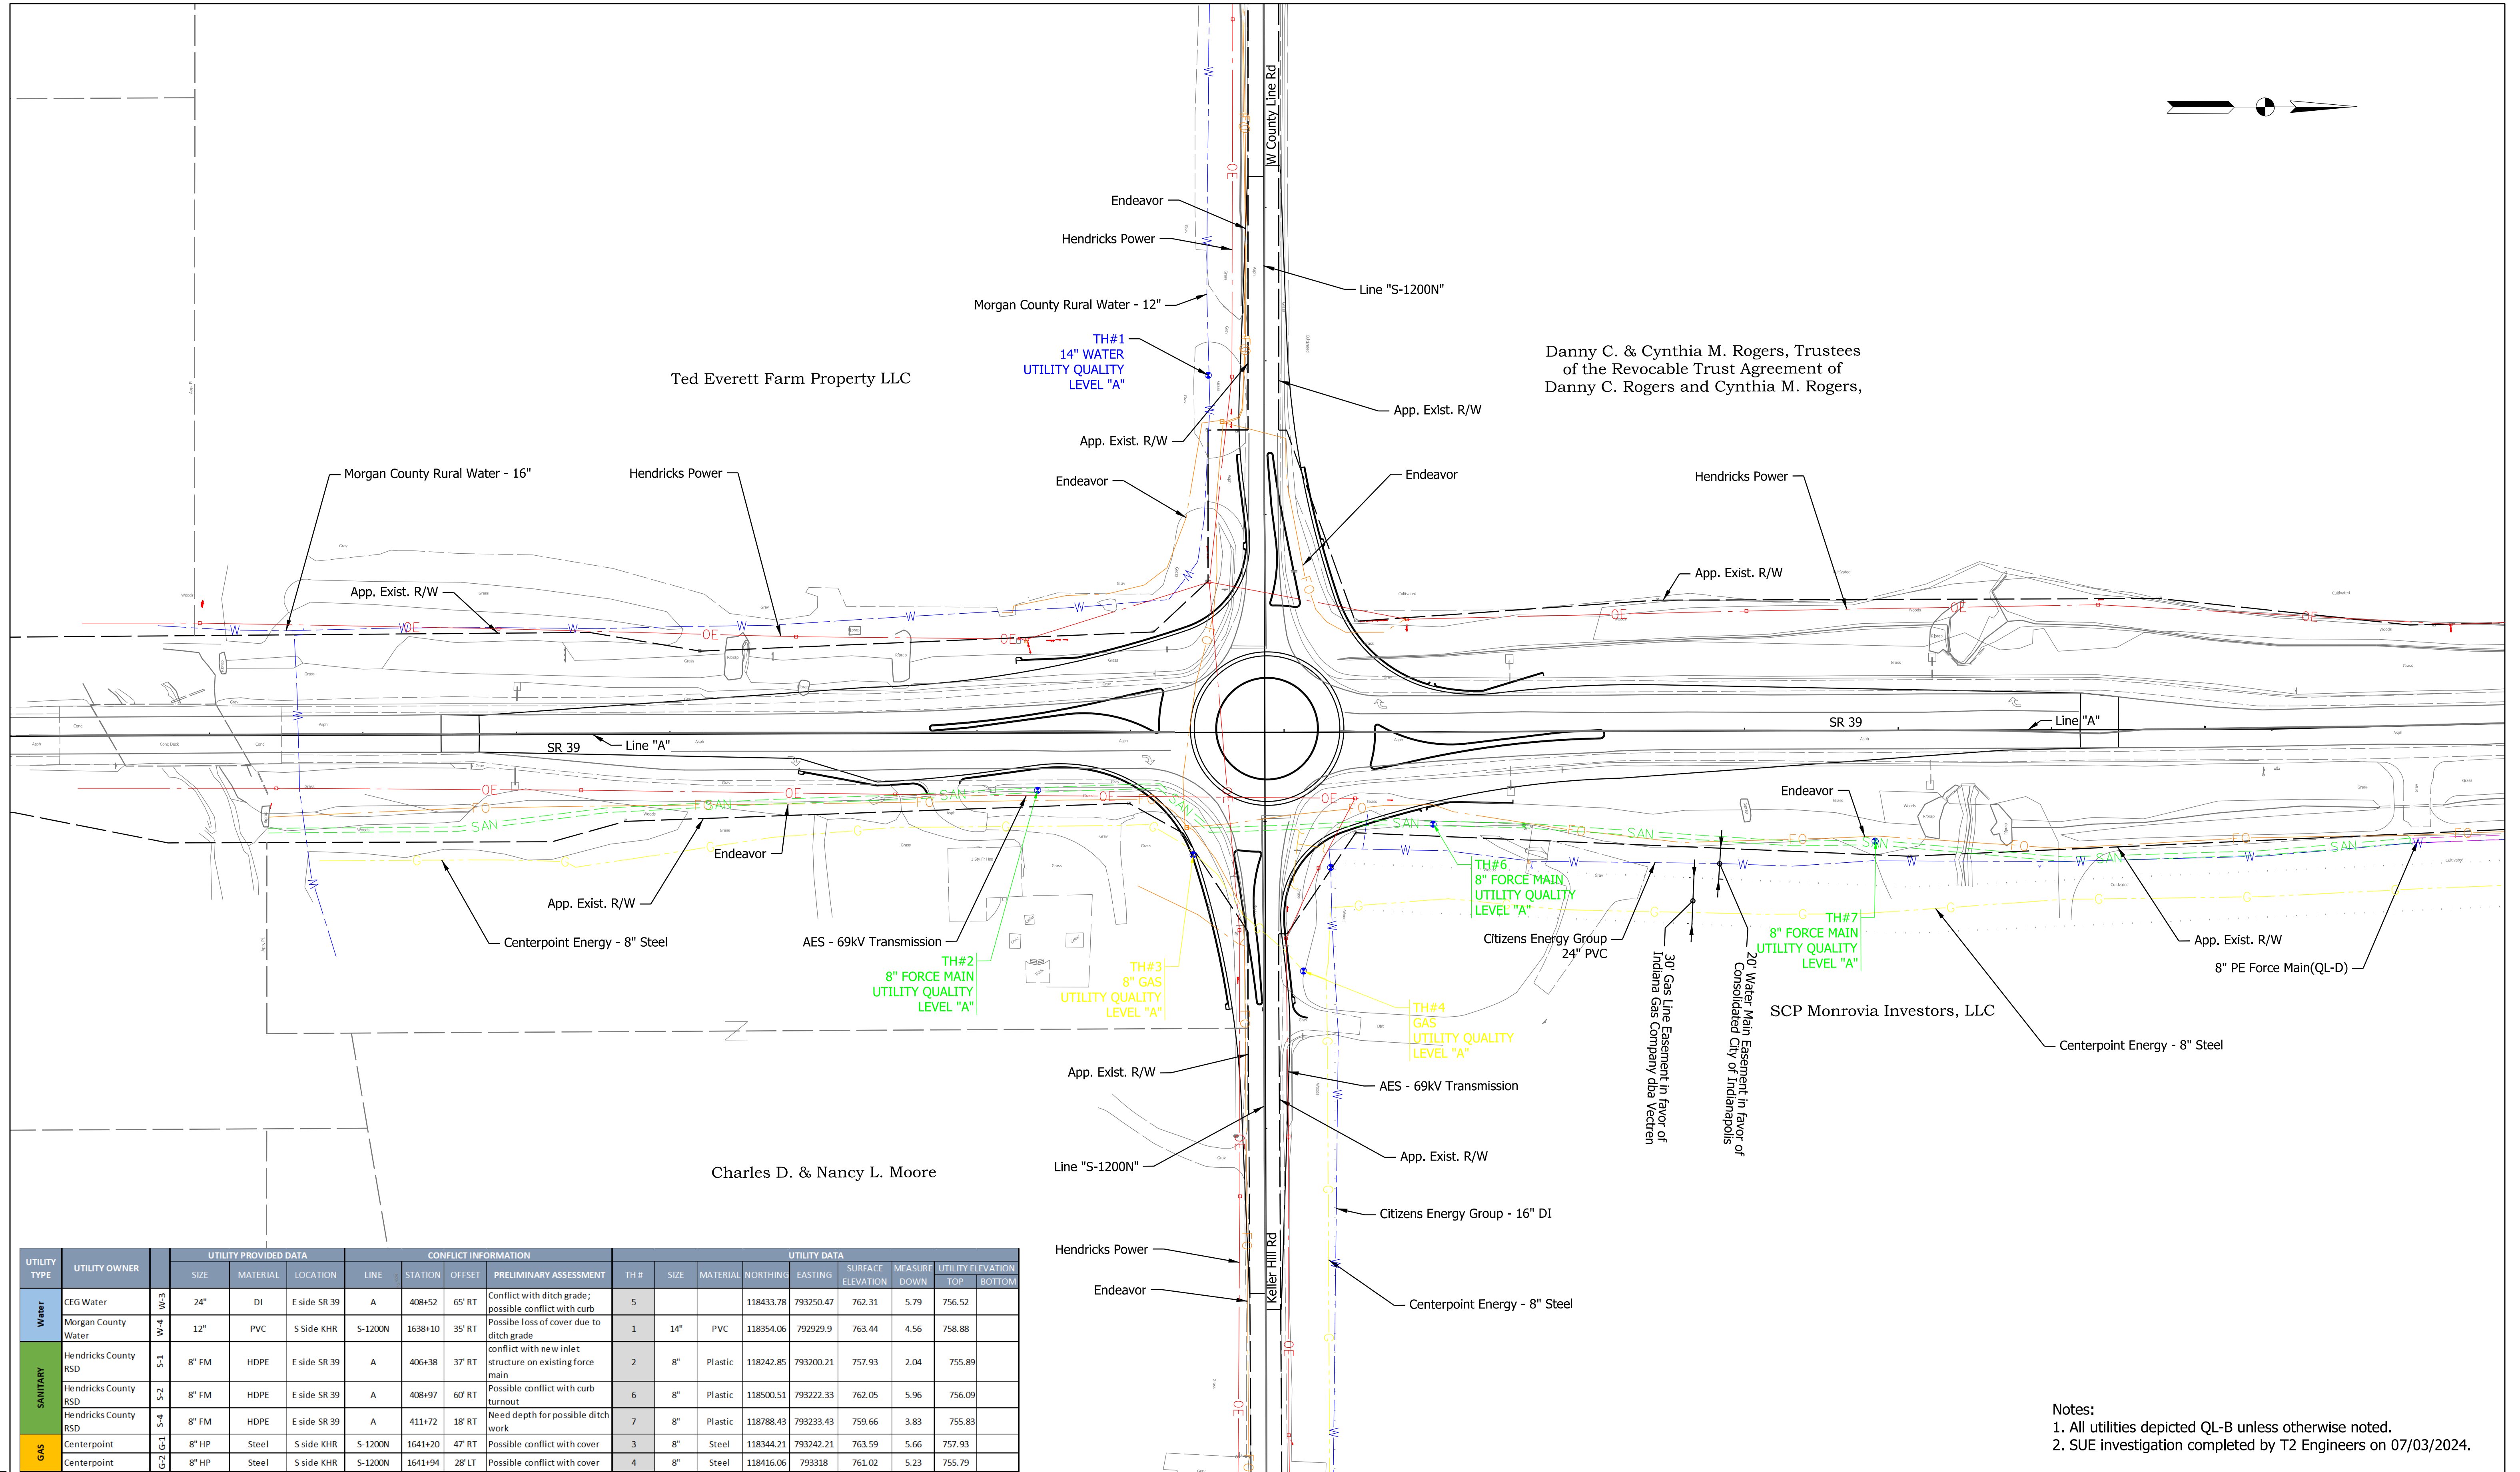 W County Line Rd
Endeavor
Hendricks Power
Line "S-1200N"
Morgan County Rural Water - 12"
TH#1
14" WATER
UTILITY QUALITY
LEVEL "A"
Ted Everett Farm Property LLC
Danny C. & Cynthia M. Rogers, Trustees
of the Revocable Trust Agreement of
Danny C. Rogers and Cynthia M. Rogers,
App. Exist. R/W
App. Exist. R/W
Morgan County Rural Water - 16"
Hendricks Power
Endeavor
Endeavor
Hendricks Power
App. Exist. R/W
App. Exist. R/W
SR 39
Line "A"
SR 39
Line "A"
Endeavor
App. Exist. R/W
Centerpoint Energy - 8" Steel
AES - 69kV Transmission
TH#2
8" FORCE MAIN
UTILITY QUALITY
LEVEL "A"
TH#3
8" GAS
UTILITY QUALITY
LEVEL "A"
TH#6
8" FORCE MAIN
UTILITY QUALITY
LEVEL "A"
Citizens Energy Group
24" PVC
30' Gas Line Easement in favor of
Indiana Gas Company dba Vectren
20' Water Main Easement in favor of
Consolidated City of Indianapolis
Endeavor
TH#7
8" FORCE MAIN
UTILITY QUALITY
LEVEL "A"
App. Exist. R/W
8" PE Force Main(QL-D)
TH#4
GAS
UTILITY QUALITY
LEVEL "A"
SCP Monrovia Investors, LLC
Centerpoint Energy - 8" Steel
App. Exist. R/W
AES - 69kV Transmission
Line "S-1200N"
App. Exist. R/W
Charles D. & Nancy L. Moore
Citizens Energy Group - 16" DI
Hendricks Power
Endeavor
Keller Hill Rd
Centerpoint Energy - 8" Steel
UTILITY TYPE UTILITY OWNER UTILITY PROVIDED DATA CONFLICT INFORMATION UTILITY DATA
SIZE MATERIAL LOCATION LINE STATION OFFSET PRELIMINARY ASSESSMENT TH # SIZE MATERIAL NORTHING EASTING SURFACE ELEVATION MEASURE DOWN UTILITY ELEVATION TOP BOTTOM
Water CEG Water W-3 24" DI E side SR 39 A 408+52 65' RT Conflict with ditch grade; possible conflict with curb 5 118433.78 793250.47 762.31 5.79 756.52
Morgan County Water W-4 12" PVC S Side KHR S-1200N 1638+10 35' RT Possibe loss of cover due to ditch grade 1 14" PVC 118354.06 792929.9 763.44 4.56 758.88
SANITARY Hendricks County RSD S-1 8" FM HDPE E side SR 39 A 406+38 37' RT conflict with new inlet structure on existing force main 2 8" Plastic 118242.85 793200.21 757.93 2.04 755.89
Hendricks County RSD S-2 8" FM HDPE E side SR 39 A 408+97 60' RT Possible conflict with curb turnout 6 8" Plastic 118500.51 793222.33 762.05 5.96 756.09
Hendricks County RSD S-4 8" FM HDPE E side SR 39 A 411+72 18' RT Need depth for possible ditch work 7 8" Plastic 118788.43 793233.43 759.66 3.83 755.83
GAS Centerpoint G-1 8" HP Steel S side KHR S-1200N 1641+20 47' RT Possible conflict with cover 3 8" Steel 118344.21 793242.21 763.59 5.66 757.93
Centerpoint G-2 8" HP Steel S side KHR S-1200N 1641+94 28' LT Possible conflict with cover 4 8" Steel 118416.06 793318 761.02 5.23 755.79
Notes:
1. All utilities depicted QL-B unless otherwise noted.
2. SUE investigation completed by T2 Engineers on 07/03/2024.